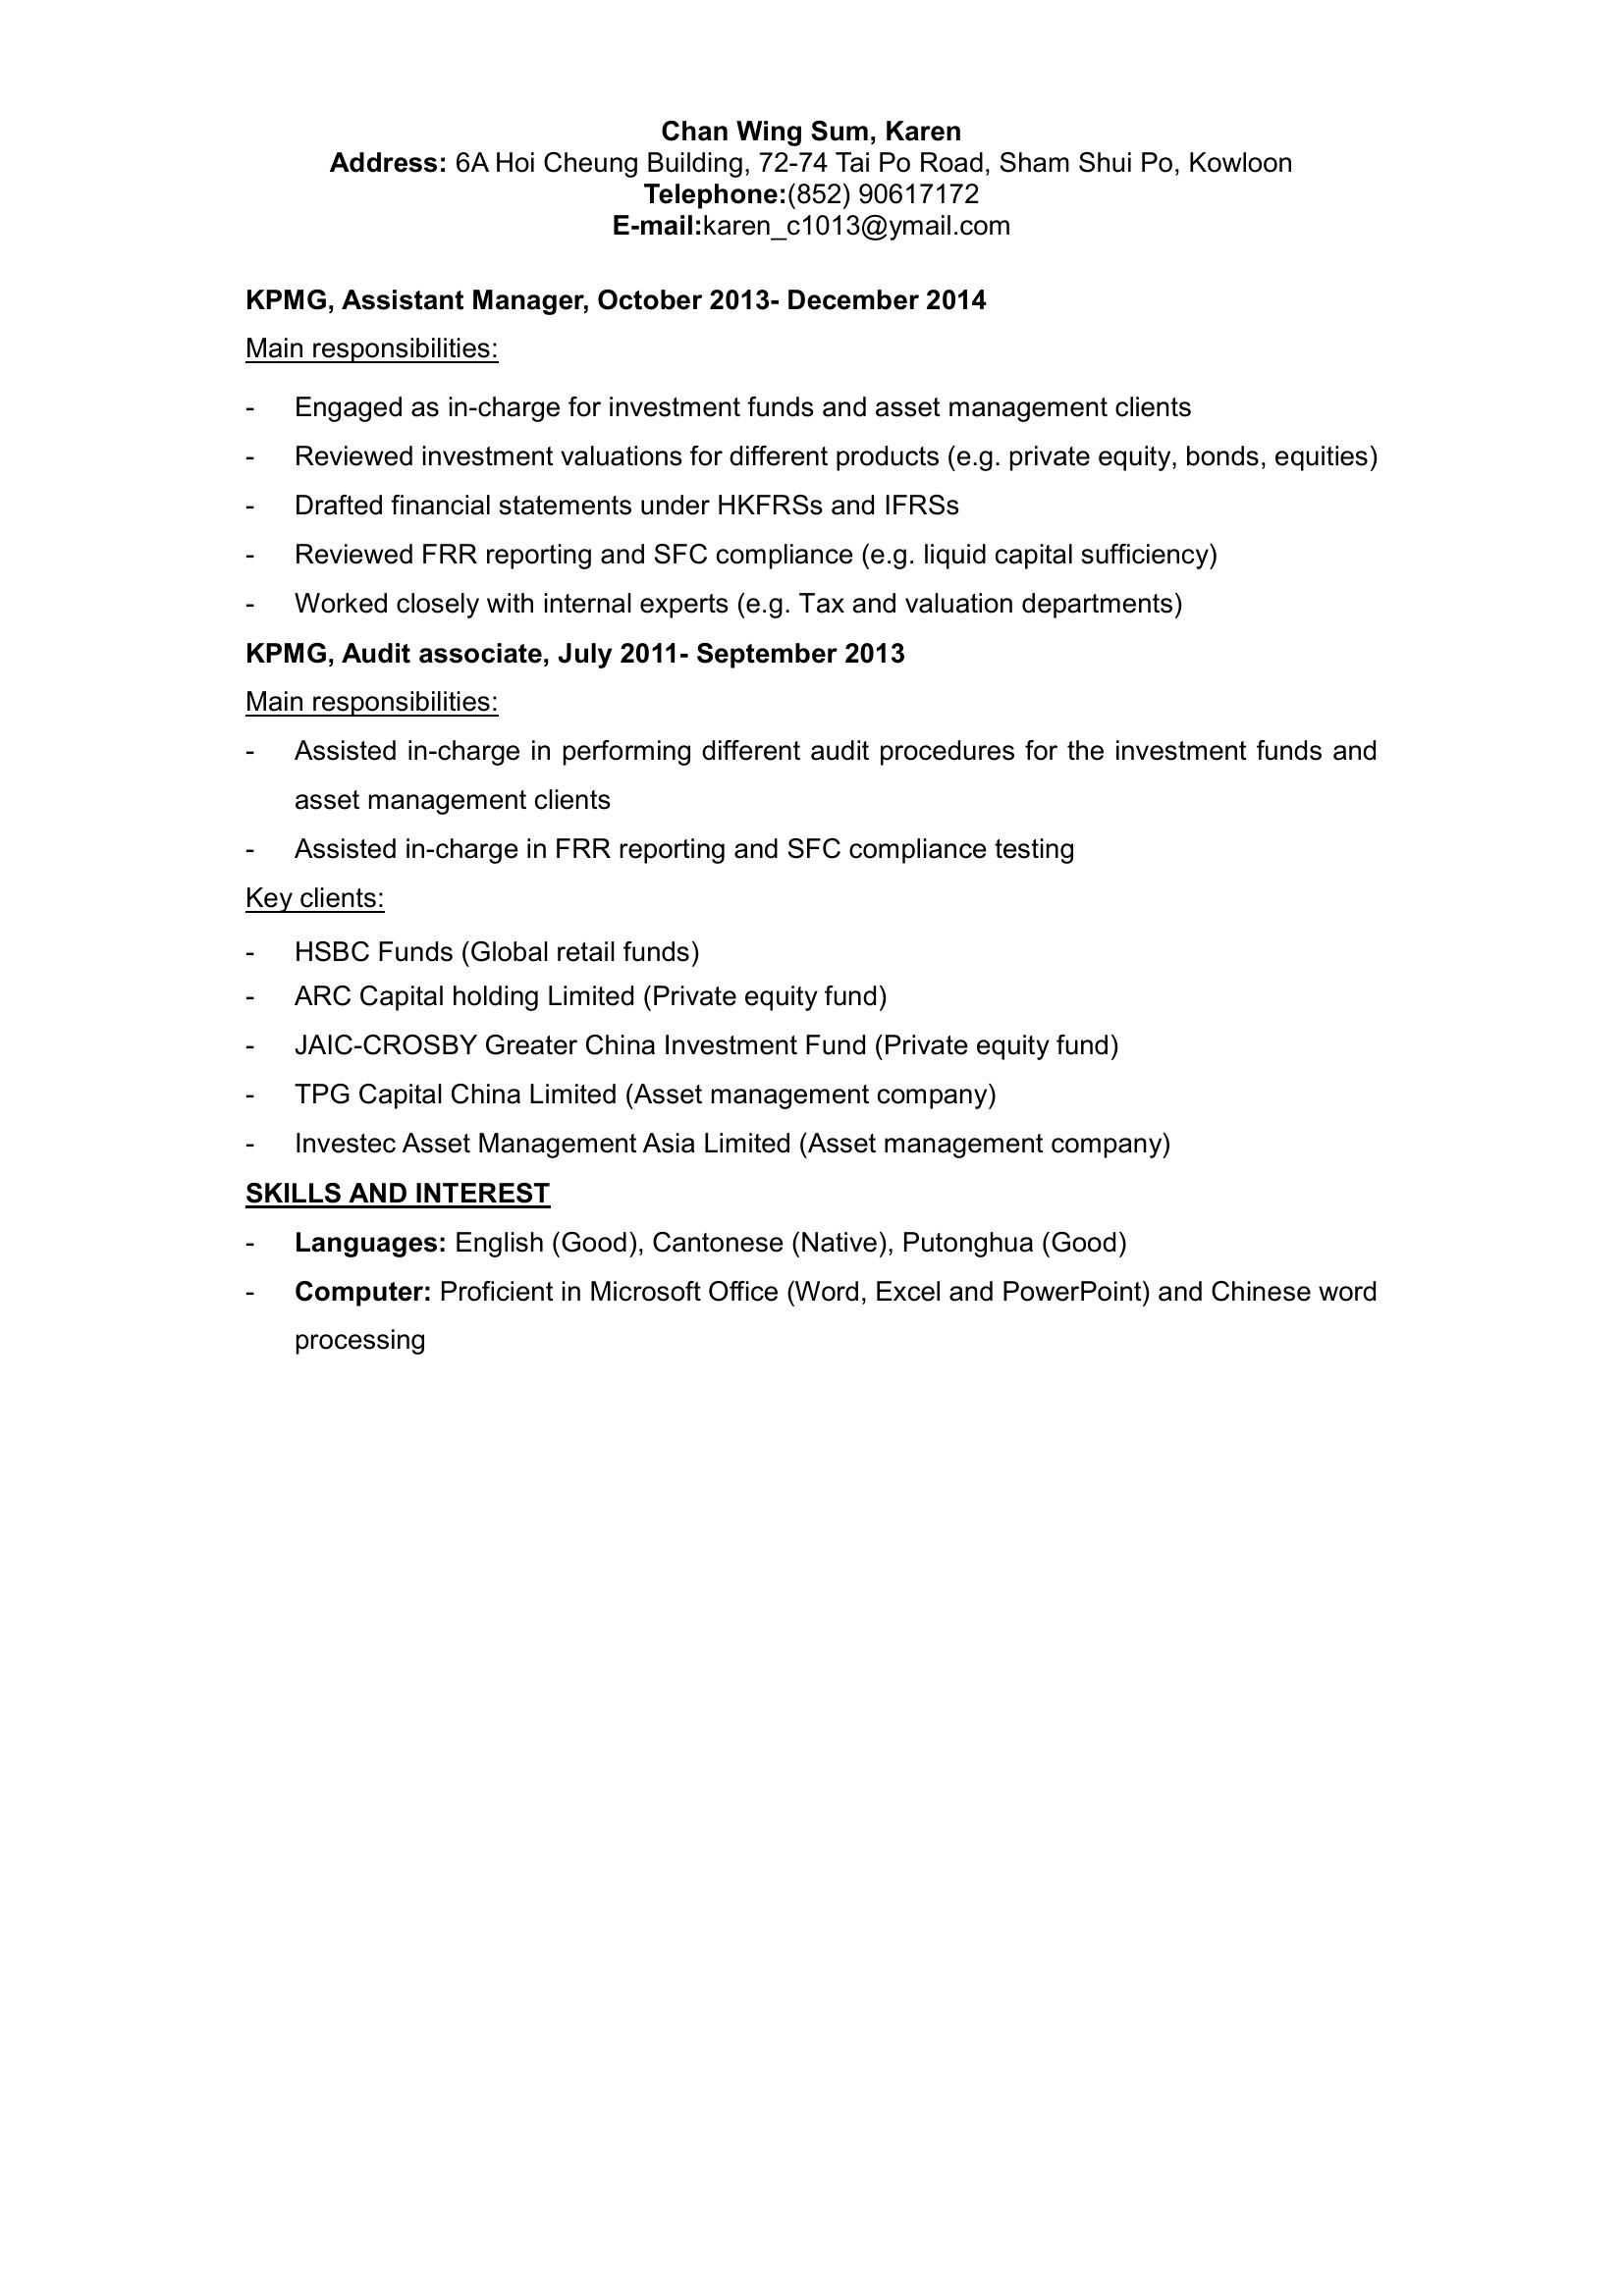 Chan Wing Sum, Karen
Address: 6A Hoi Cheung Building, 72-74 Tai Po Road, Sham Shui Po, Kowloon
Telephone:(852) 90617172
E-mail:karen_c1013@ymail.com
KPMG, Assistant Manager, October 2013- December 2014
Main responsibilities:
- Engaged as in-charge for investment funds and asset management clients
- Reviewed investment valuations for different products (e.g. private equity, bonds, equities)
- Drafted financial statements under HKFRSs and IFRSs
- Reviewed FRR reporting and SFC compliance (e.g. liquid capital sufficiency)
- Worked closely with internal experts (e.g. Tax and valuation departments)
KPMG, Audit associate, July 2011- September 2013
Main responsibilities:
- Assisted in-charge in performing different audit procedures for the investment funds and
asset management clients
- Assisted in-charge in FRR reporting and SFC compliance testing
Key clients:
- HSBC Funds (Global retail funds)
- ARC Capital holding Limited (Private equity fund)
- JAIC-CROSBY Greater China Investment Fund (Private equity fund)
- TPG Capital China Limited (Asset management company)
- Investec Asset Management Asia Limited (Asset management company)
SKILLS AND INTEREST
- Languages: English (Good), Cantonese (Native), Putonghua (Good)
- Computer: Proficient in Microsoft Office (Word, Excel and PowerPoint) and Chinese word
processing